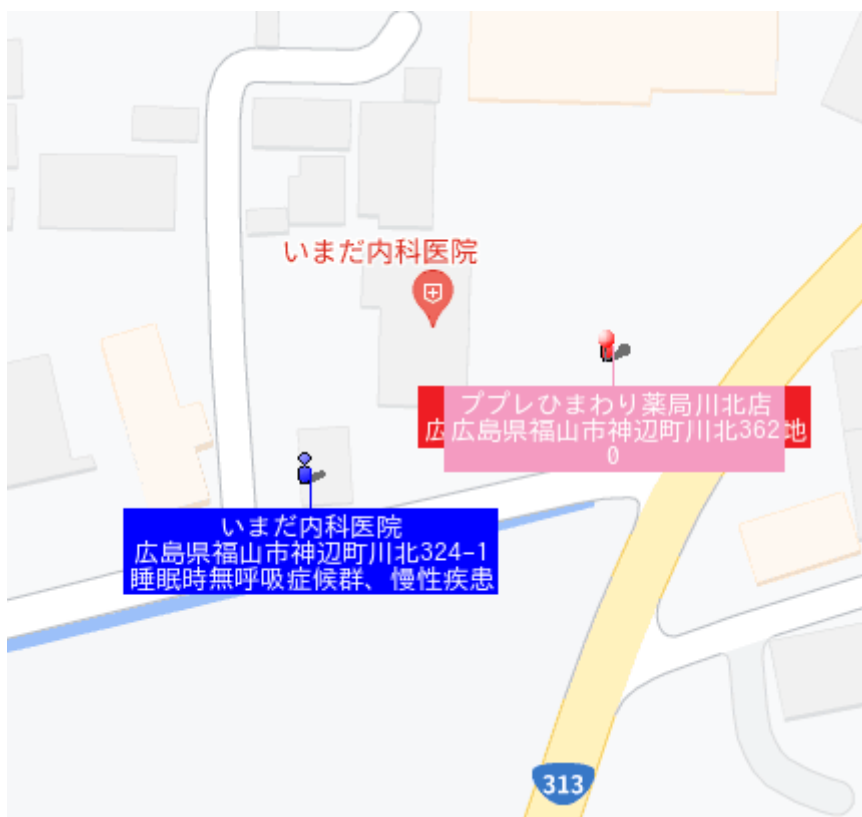 いまだ内科医院
ププレひまわり薬局川北店
広島県福山市神辺町川北362
0
広
地
いまだ内科医院
広島県福山市神辺町川北324-1
睡眠時無呼吸症候群、慢性疾患
313